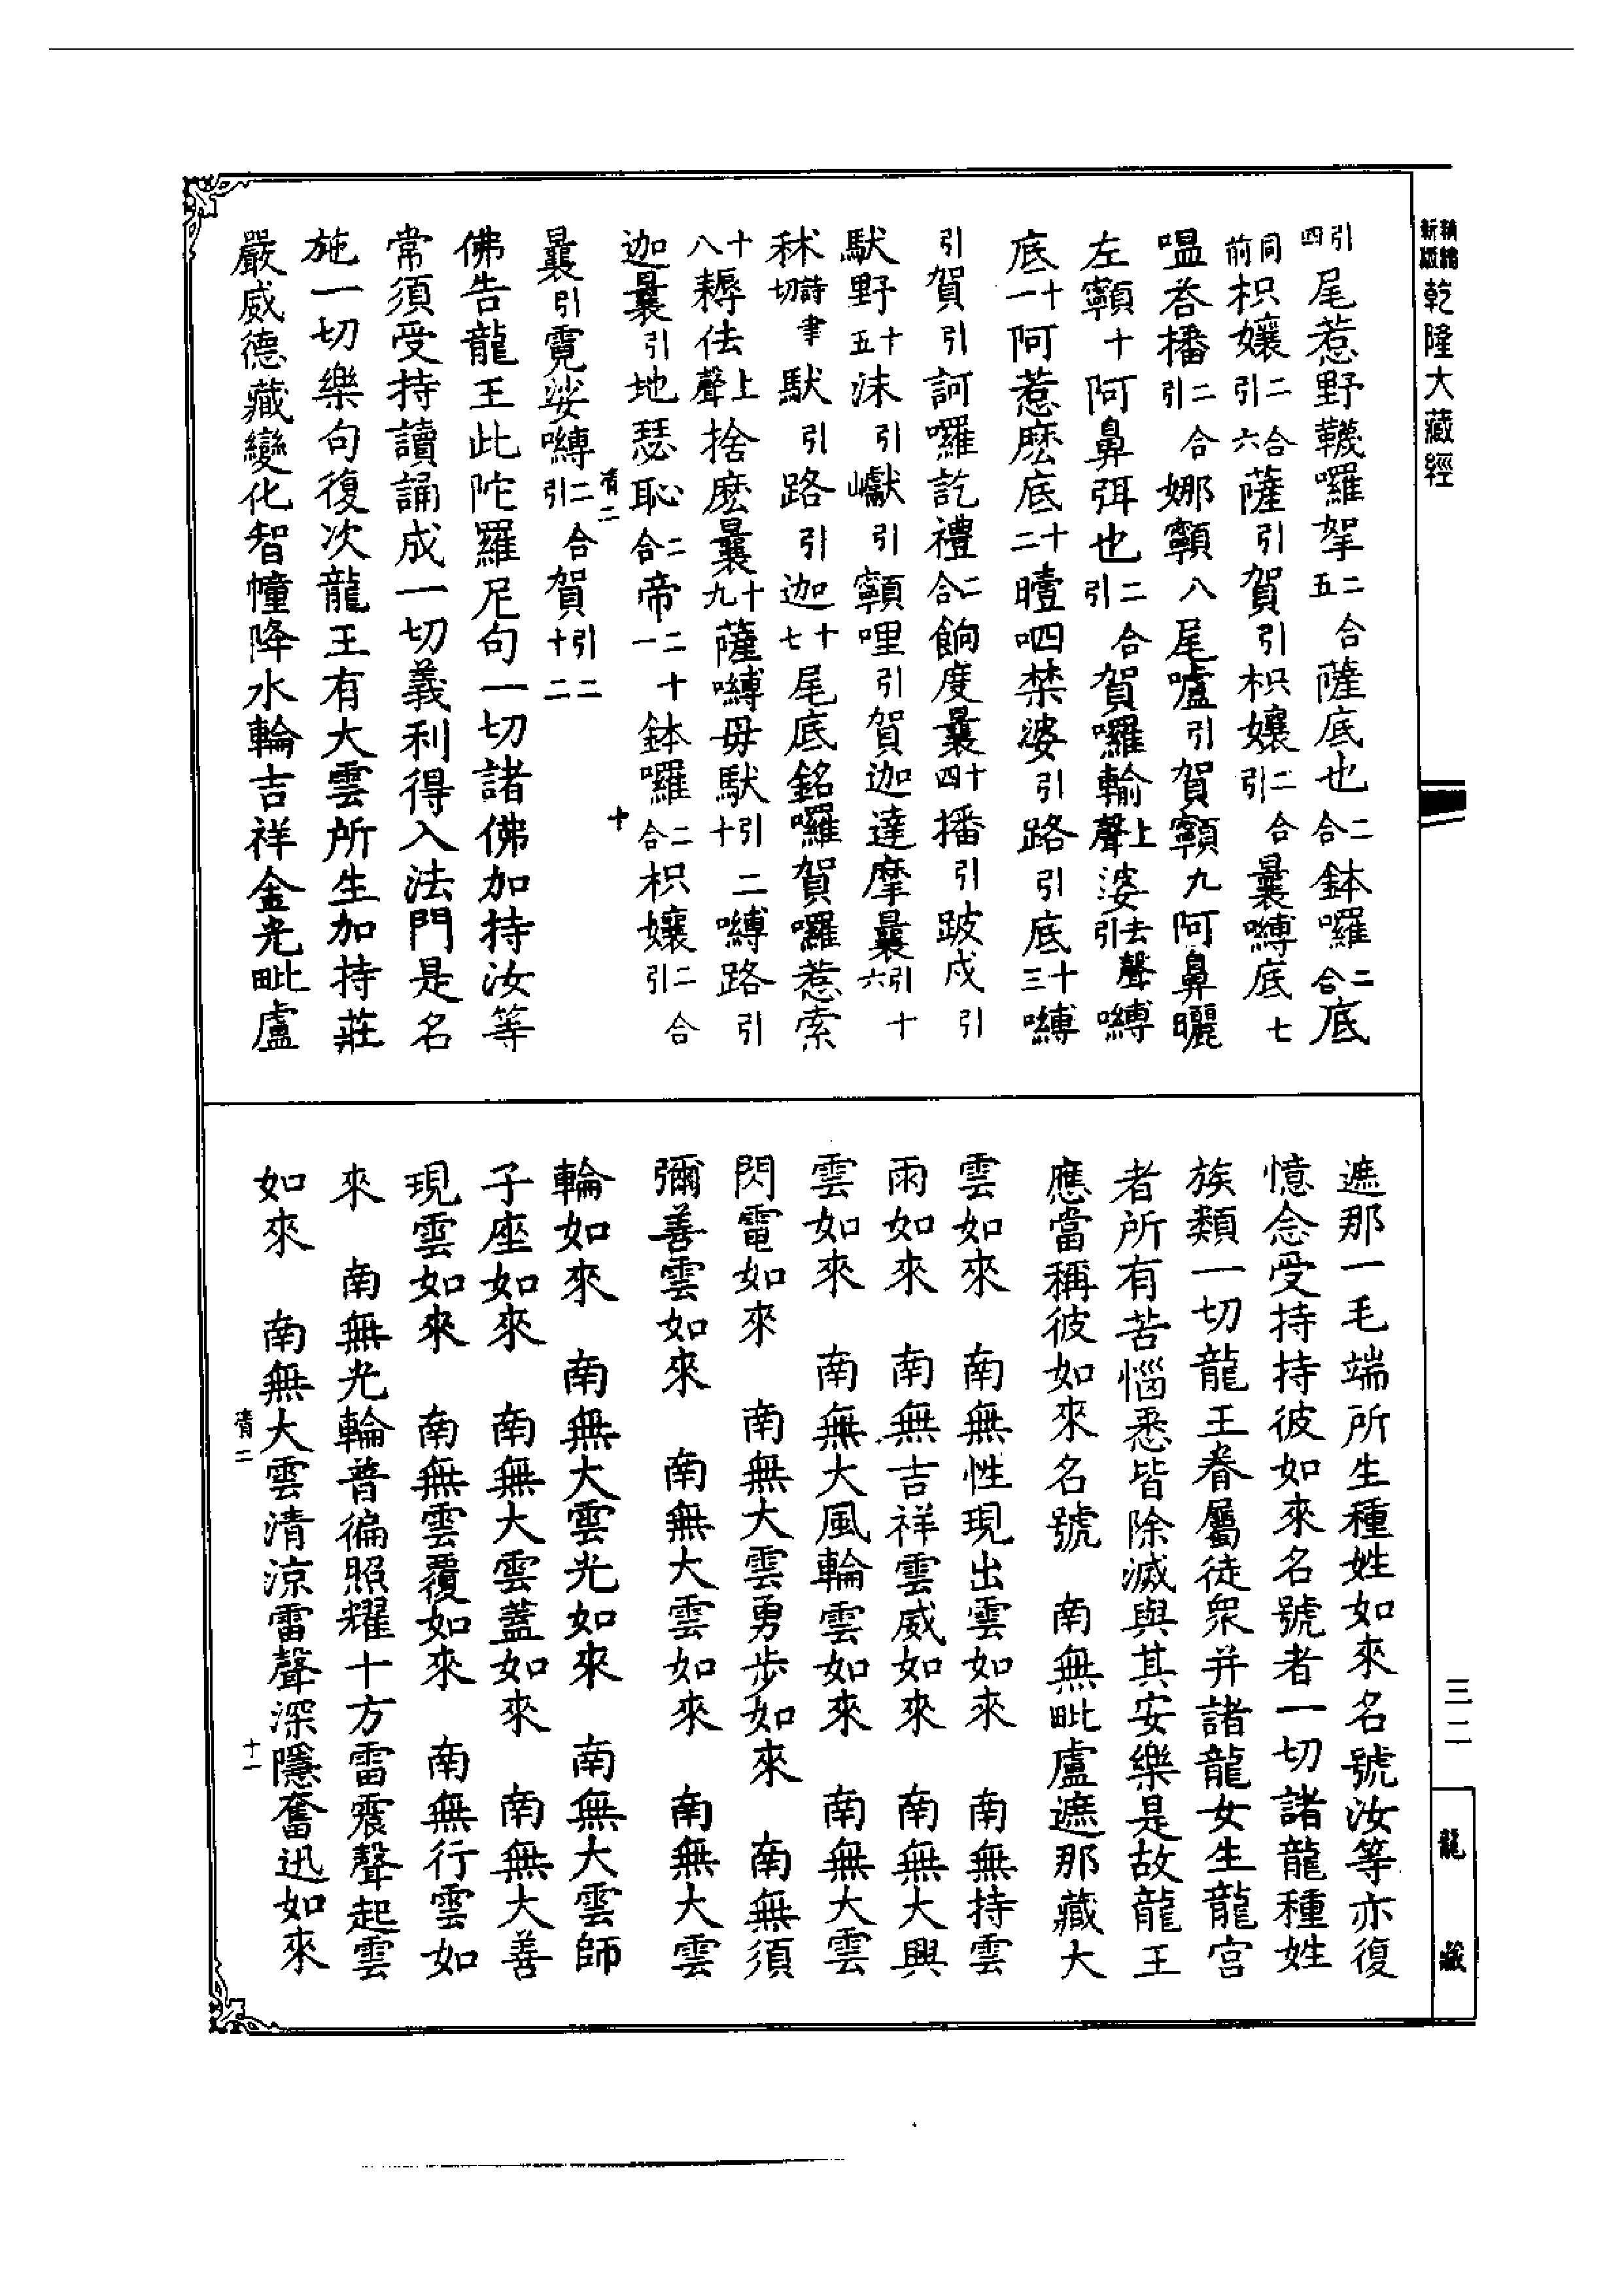 新版
精縮
乾隆大藏經
引四尾惹野韈囉拏二合五薩底也二合鉢囉二合底
同前枳孃二合引六薩引賀引枳孃二合引曩嚩底七
嗢荅播二合引娜顙八尾嚧引賀顙九阿鼻曬
左顙十阿鼻弭也二合引賀囉輸上聲婆去聲引嚩
底十一阿惹麽底十二曀呬禁婆引路引底十三嚩
引賀引訶囉訖禮二合餉度曩十四播引跛戍引
馱野十五沫引巘引顙哩引賀迦達摩曩引十六
秫詩聿切馱引路引迦十七尾底銘囉賀囉惹索
十八耨佉上聲捨麽曩十九薩嚩毋馱引二十嚩路引
迦曩引地瑟恥二合帝二十一鉢囉二合枳孃二合引
曩引霓娑嚩二合引賀引二十二
佛告龍王此陀羅尼句一切諸佛加持汝等
常須受持讀誦成一切義利得入法門是名
施一切樂句復次龍王有大雲所生加持莊
嚴威德藏變化智幢降水輪吉祥金光毗盧
十
遮那一毛端所生種姓如來名號汝等亦復
憶念受持持彼如來名號者一切諸龍種姓
族類一切龍王眷屬徒衆并諸龍女生龍宮
者所有苦惱悉皆除滅與其安樂是故龍王
應當稱彼如來名號　南無毗盧遮那藏大
雲如來　南無性現出雲如來　南無持雲
雨如來　南無吉祥雲威如來　南無大興
雲如來　南無大風輪雲如來　南無大雲
閃電如來　南無大雲勇步如來　南無須
彌善雲如來　南無大雲如來　南無大雲
輪如來　南無大雲光如來　南無大雲師
子座如來　南無大雲蓋如來　南無大善
現雲如來　南無雲覆如來　南無行雲如
來　南無光輪普徧照耀十方雷震聲起雲
如來　南無大雲清涼雷聲深隱奮迅如來
十一
三二
龍藏